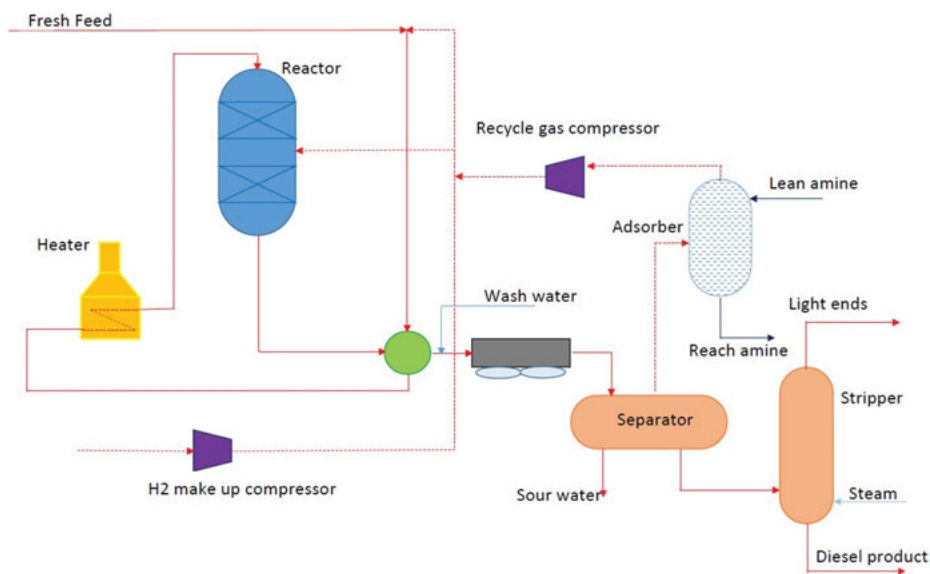 Fresh Feed
Reactor
Recycle gas compressor
Lean amine
Adsorber
Heater
Wash water
Light ends
Reach amine
Stripper
Separator
H2 make up compressor
Sour water
Steam
Diesel product